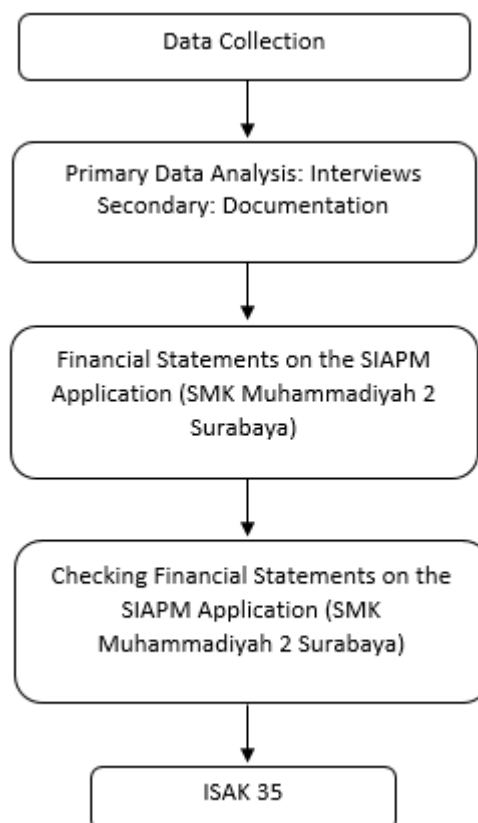 Data Collection
Primary Data Analysis: Interviews
Secondary: Documentation
Financial Statements on the SIAPM
Application (SMK Muhammadiyah 2
Surabaya)
Checking Financial Statements on the
SIAPM Application (SMK
Muhammadiyah 2 Surabaya)
ISAK 35